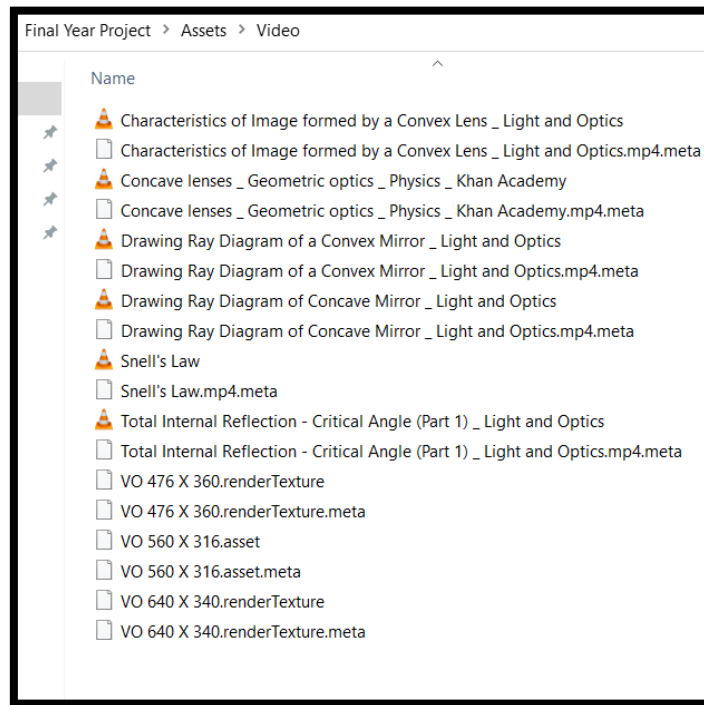 Final Year Project > Assets > Video
Name
Characteristics of Image formed by a Convex Lens _ Light and Optics
Characteristics of Image formed by a Convex Lens _ Light and Optics.mp4.meta
Concave lenses _ Geometric optics _ Physics _ Khan Academy
Concave lenses _ Geometric optics _ Physics _ Khan Academy.mp4.meta
Drawing Ray Diagram of a Convex Mirror _ Light and Optics
Drawing Ray Diagram of a Convex Mirror _ Light and Optics.mp4.meta
Drawing Ray Diagram of Concave Mirror _ Light and Optics
Drawing Ray Diagram of Concave Mirror _ Light and Optics.mp4.meta
Snell's Law
Snell's Law.mp4.meta
Total Internal Reflection - Critical Angle (Part 1) _ Light and Optics
Total Internal Reflection - Critical Angle (Part 1) _ Light and Optics.mp4.meta
VO 476 X 360.renderTexture
VO 476 X 360.renderTexture.meta
VO 560 X 316.asset
VO 560 X 316.asset.meta
VO 640 X 340.renderTexture
VO 640 X 340.renderTexture.meta